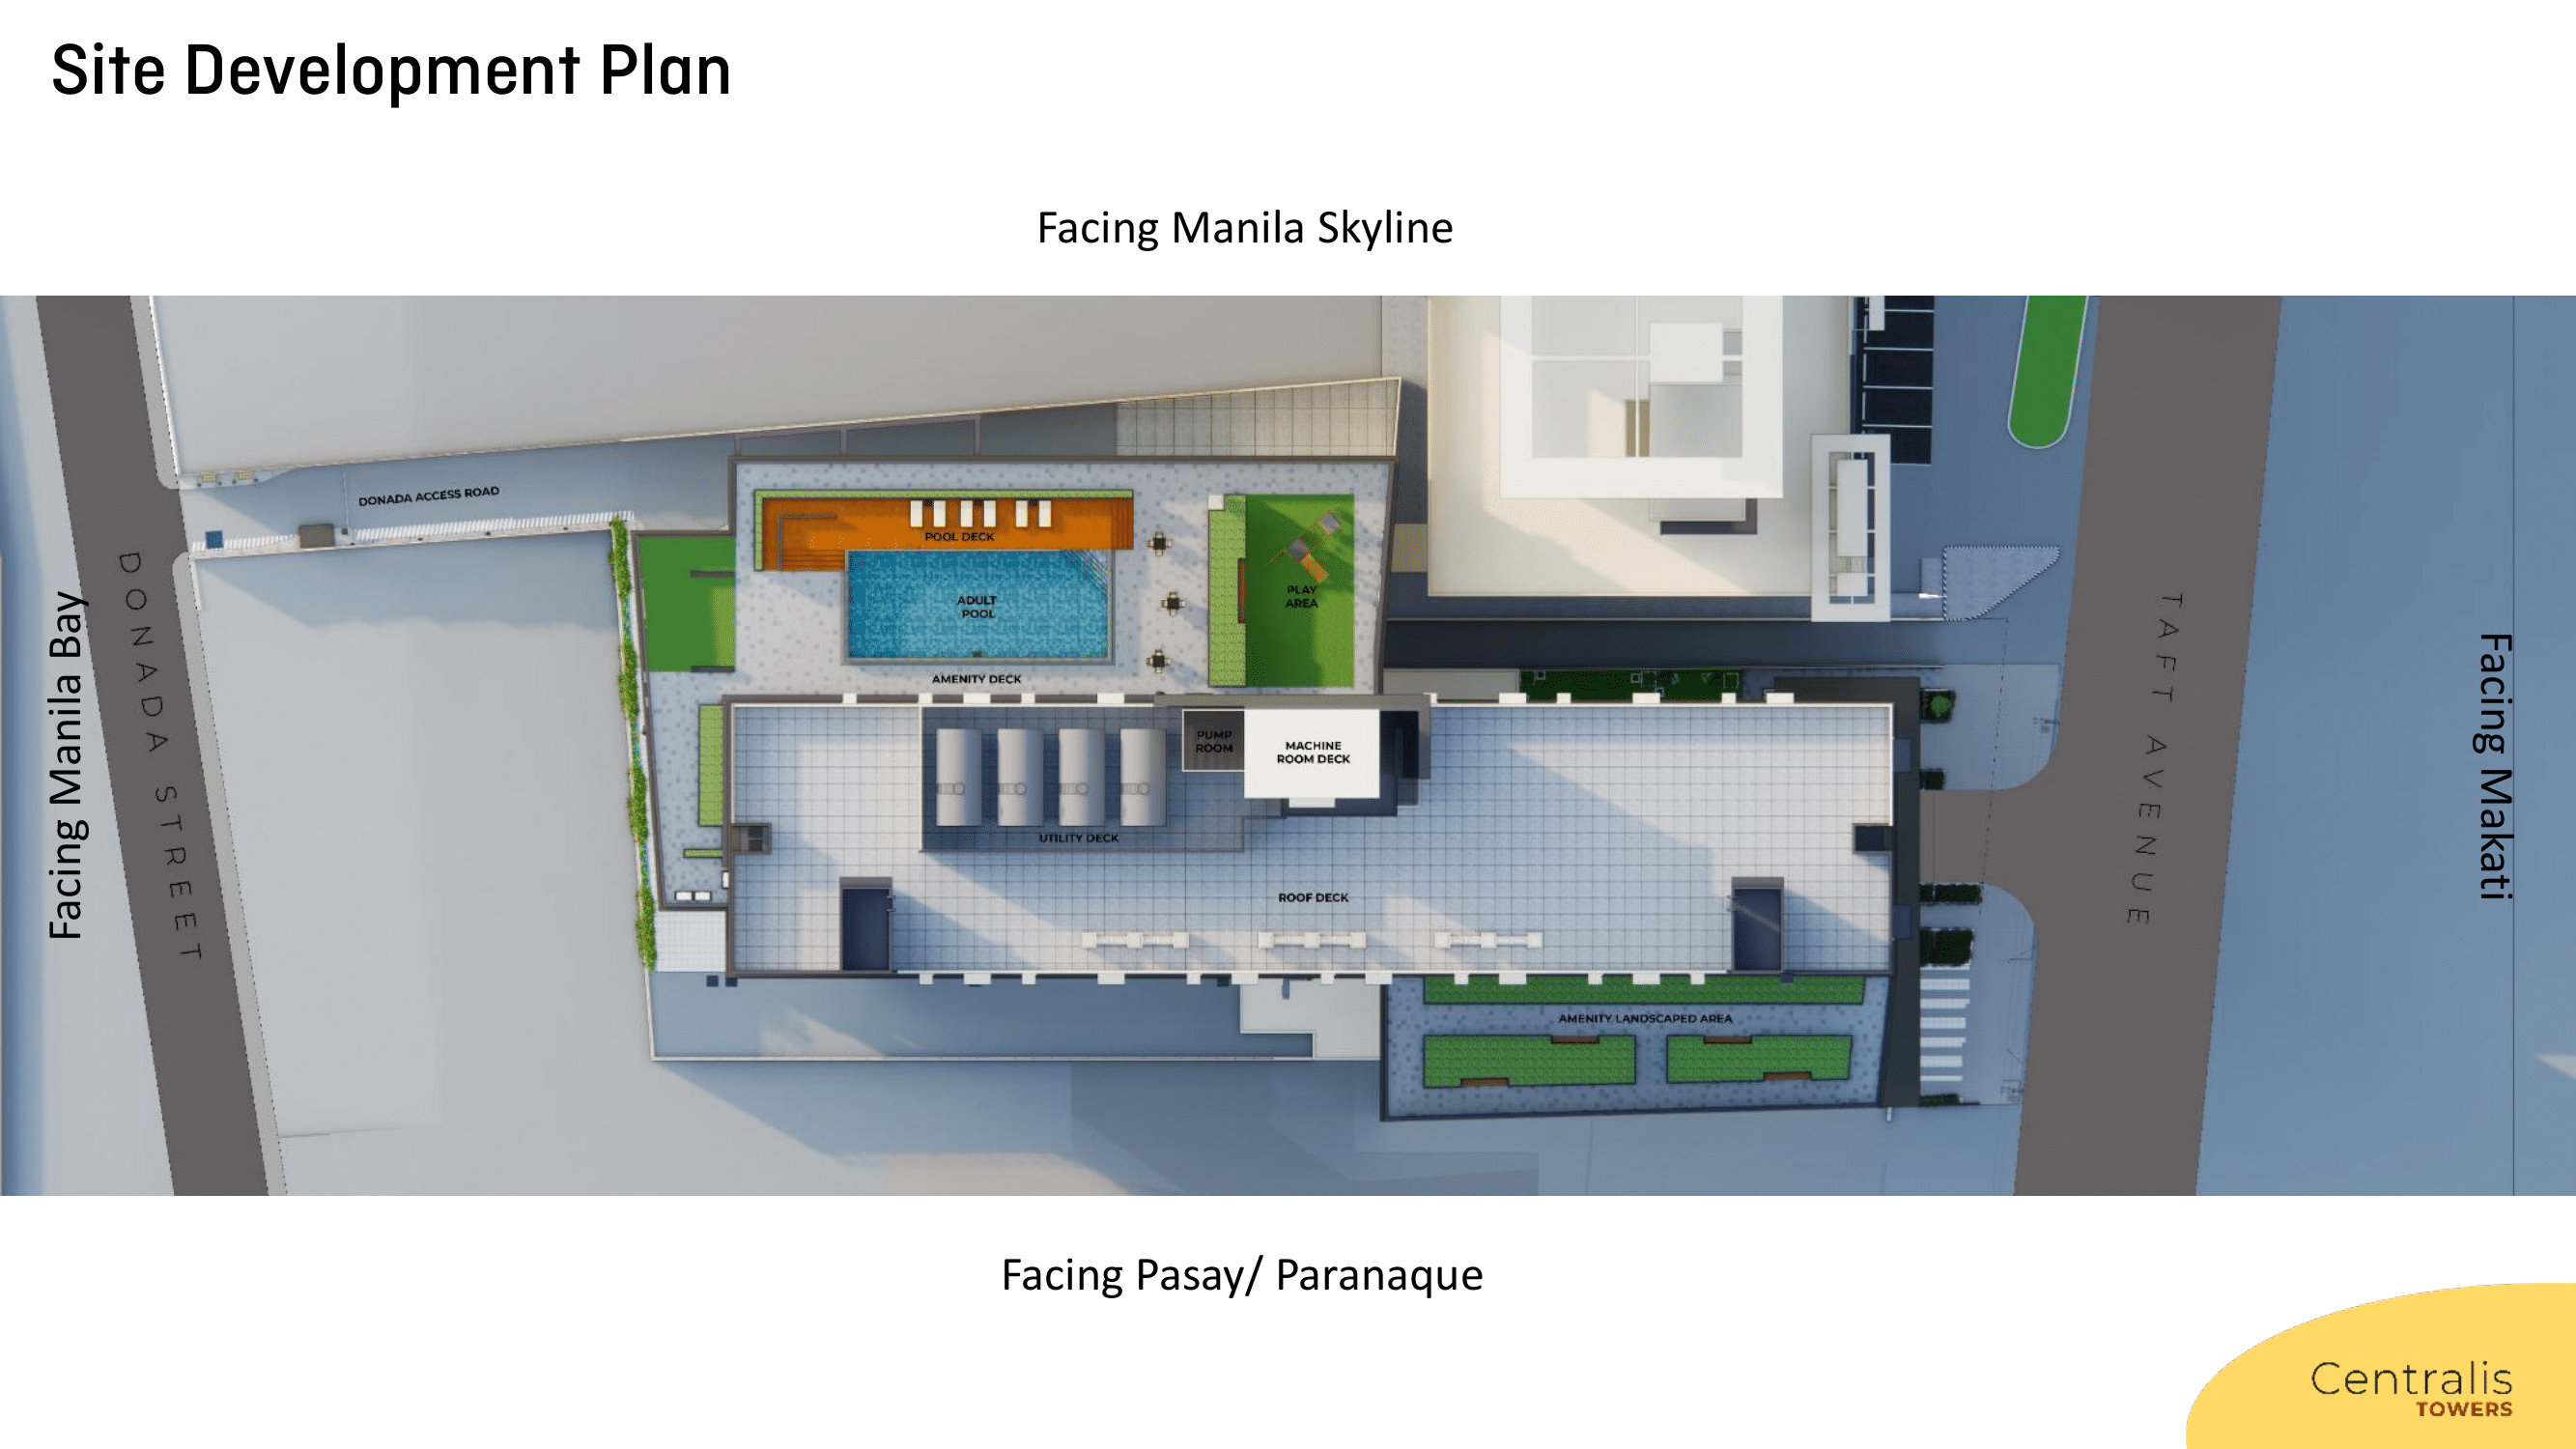 Site Development Plan
Facing Manila Skyline
DONADA ACCESS ROAD
POOL DECK
ADULT
POOL
PLAY
AREA
AMENITY DECK
Facing Manila Bay
DONADA STREET
TAFT AVENUE
Facing Makati
PUMP
ROOM
MACHINE
ROOM DECK
UTILITY DECK
ROOF DECK
AMENITY LANDSCAPED AREA
Facing Pasay/ Paranaque
Centralis
TOWERS